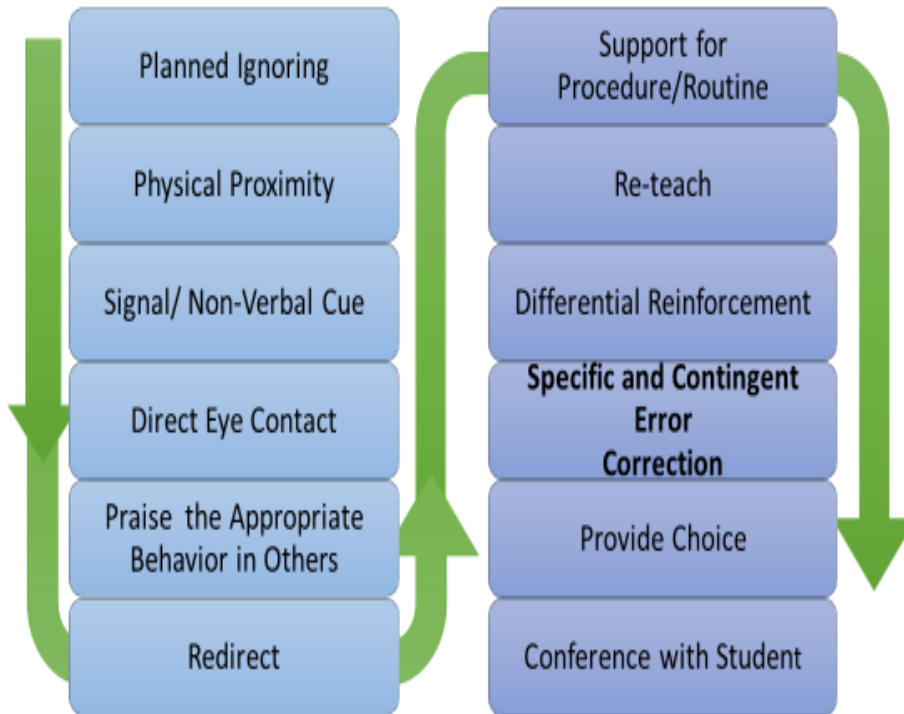 Planned Ignoring
Physical Proximity
Signal/ Non-Verbal Cue
Direct Eye Contact
Praise the Appropriate
Behavior in Others
Redirect
Support for
Procedure/Routine
Re-teach
Differential Reinforcement
Specific and Contingent
Error
Correction
Provide Choice
Conference with Student